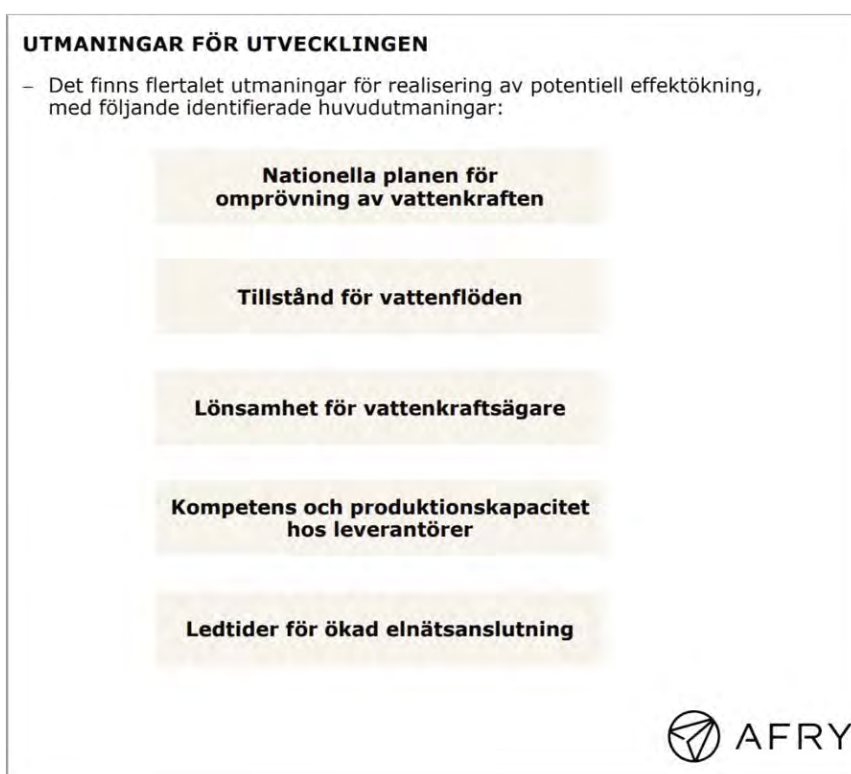 UTMANINGAR FÖR UTVECKLINGEN
– Det finns flertalet utmaningar för realisering av potentiell effektökning,
med följande identifierade huvudutmaningar:
Nationella planen för
omprövning av vattenkraften
Tillstånd för vattenflöden
Lönsamhet för vattenkraftsägare
Kompetens och produktionskapacitet
hos leverantörer
Ledtider för ökad elnätsanslutning
AFRY